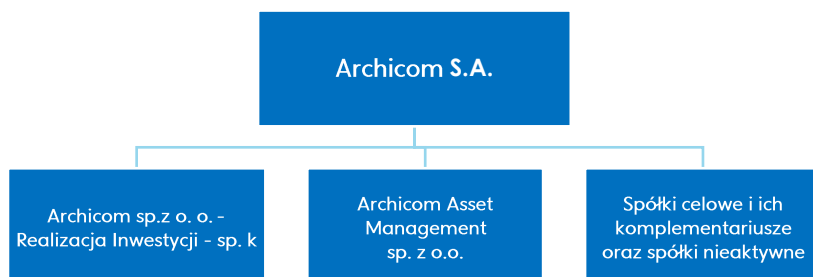 Archicom S.A.
Archicom sp.z o. o. -
Realizacja Inwestycji - sp. k
Archicom Asset
Management
sp. z o.o.
Spółki celowe i ich
komplementariusze
oraz spółki nieaktywne